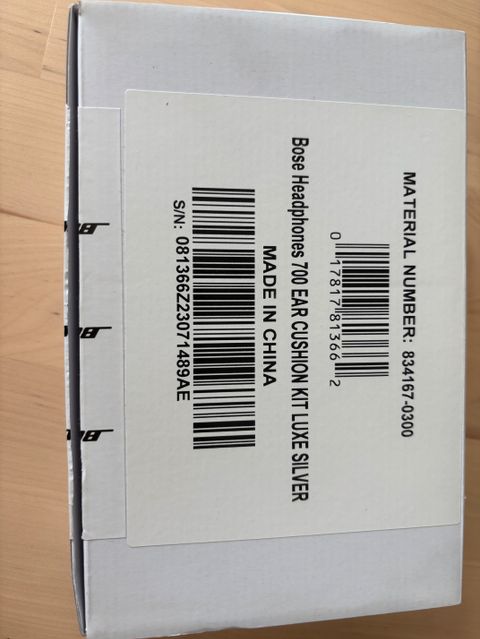 MATERIAL NUMBER: 834167-0300
0 17817 81366 2
Bose Headphones 700 EAR CUSHION KIT LUXE SILVER
MADE IN CHINA
S/N: 081366Z23071489AE